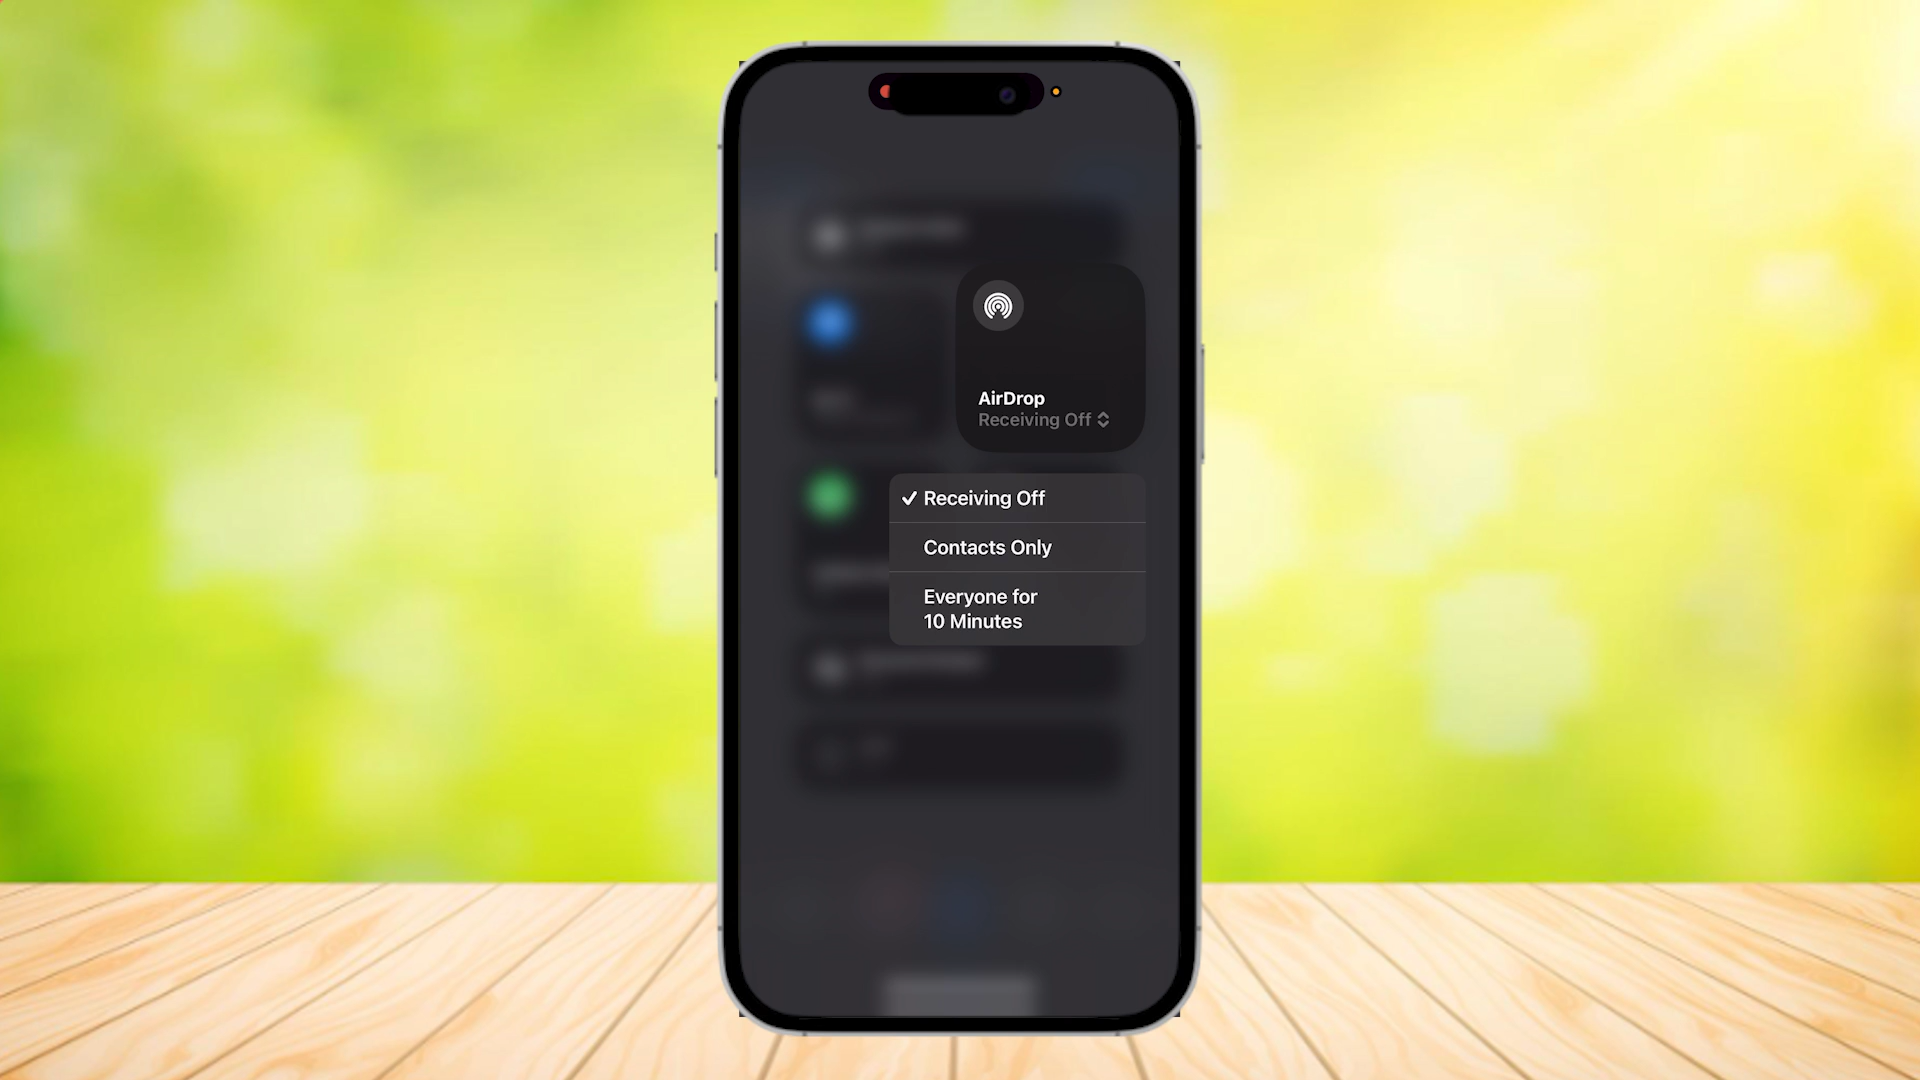 AirDrop
Receiving Off
Receiving Off
Contacts Only
Everyone for
10 Minutes